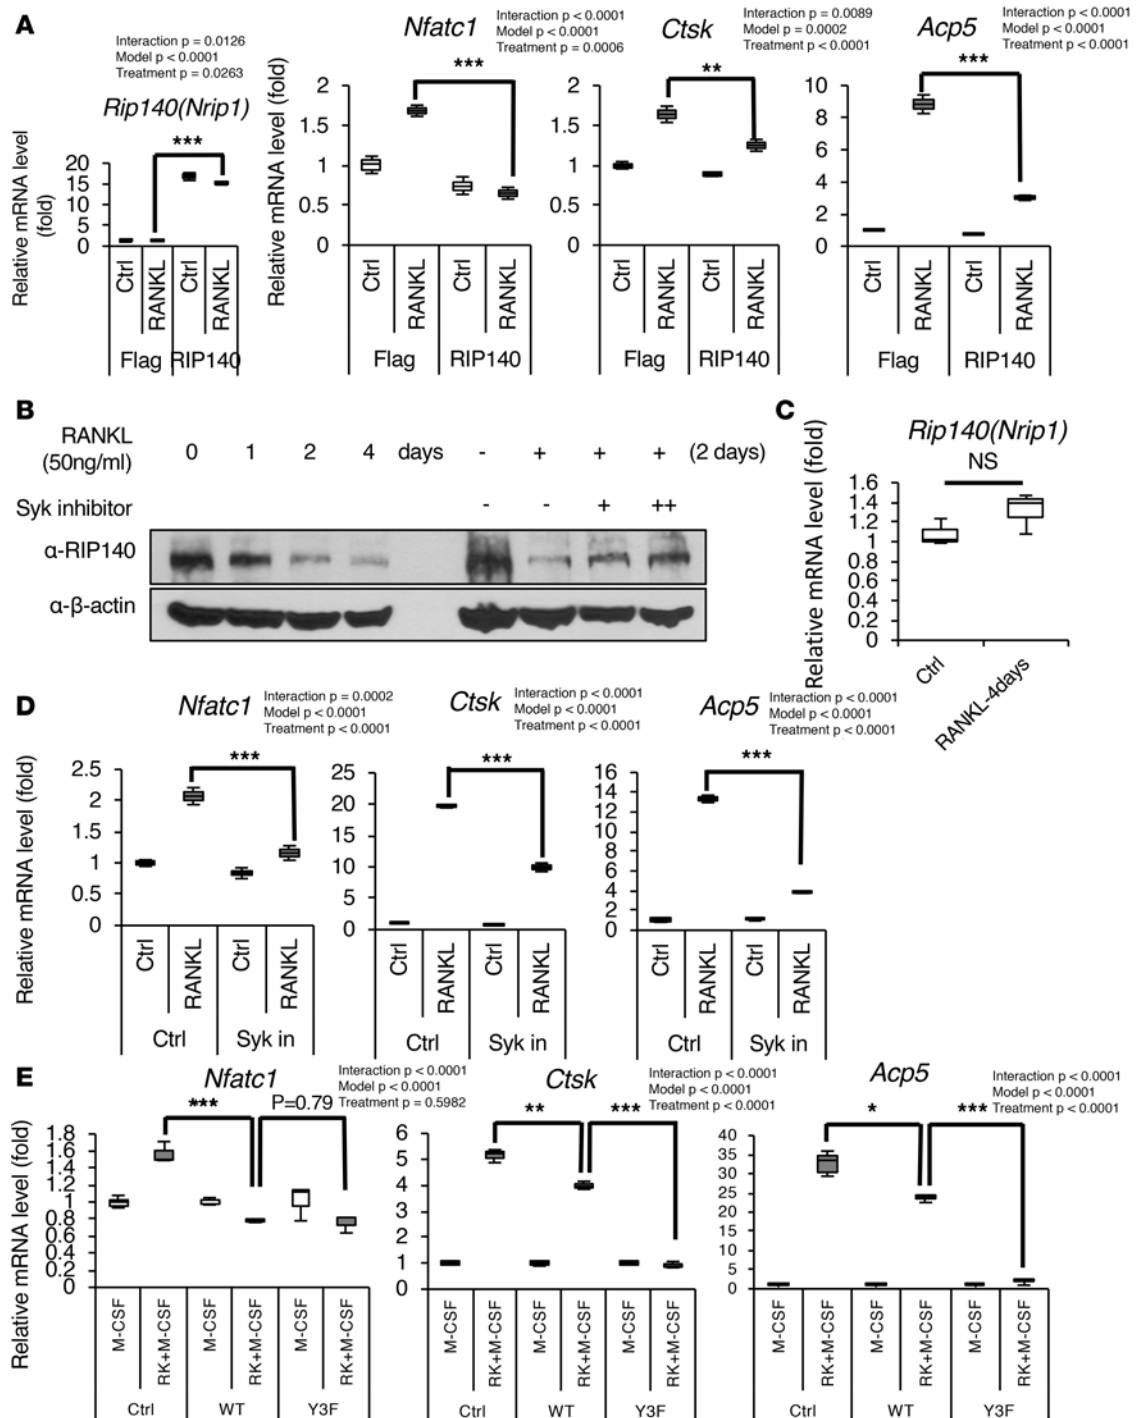 A
Interaction p = 0.0126
Model p < 0.0001
Treatment p = 0.0263
Rip140(Nrip1)
***
Relative mRNA level
(fold)
20
15
10
5
0
Ctrl
RANKL
Ctrl
RANKL
Flag
RIP140
Nfatc1
Interaction p < 0.0001
Model p < 0.0001
Treatment p = 0.0006
***
Relative mRNA level (fold)
2
1.5
1
0.5
0
Ctrl
RANKL
Ctrl
RANKL
Flag
RIP140
Ctsk
Interaction p = 0.0089
Model p = 0.0002
Treatment p < 0.0001
**
2
1.5
1
0.5
0
Ctrl
RANKL
Ctrl
RANKL
Flag
RIP140
Acp5
Interaction p < 0.0001
Model p < 0.0001
Treatment p < 0.0001
***
10
8
6
4
2
0
Ctrl
RANKL
Ctrl
RANKL
Flag
RIP140
B
RANKL
(50ng/ml)
0 1 2 4 days - + + + (2 days)
Syk inhibitor - - + ++
α-RIP140
α-β-actin
C
Rip140(Nrip1)
NS
Relative mRNA level (fold)
1.6
1.4
1.2
1
0.8
0.6
0.4
0.2
0
Ctrl
RANKL-4days
D
Nfatc1
Interaction p = 0.0002
Model p < 0.0001
Treatment p < 0.0001
***
Relative mRNA level (fold)
2.5
2
1.5
1
0.5
0
Ctrl
RANKL
Ctrl
RANKL
Ctrl
Syk in
Ctsk
Interaction p < 0.0001
Model p < 0.0001
Treatment p < 0.0001
***
25
20
15
10
5
0
Ctrl
RANKL
Ctrl
RANKL
Ctrl
Syk in
Acp5
Interaction p < 0.0001
Model p < 0.0001
Treatment p < 0.0001
***
16
14
12
10
8
6
4
2
0
Ctrl
RANKL
Ctrl
RANKL
Ctrl
Syk in
E
Nfatc1
Interaction p < 0.0001
Model p < 0.0001
Treatment p = 0.5982
***
P=0.79
Relative mRNA level (fold)
1.8
1.6
1.4
1.2
1
0.8
0.6
0.4
0.2
0
M-CSF
RK+M-CSF
M-CSF
RK+M-CSF
M-CSF
RK+M-CSF
Ctrl
WT
Y3F
Ctsk
Interaction p < 0.0001
Model p < 0.0001
Treatment p < 0.0001
**
***
6
5
4
3
2
1
0
M-CSF
RK+M-CSF
M-CSF
RK+M-CSF
M-CSF
RK+M-CSF
Ctrl
WT
Y3F
Acp5
Interaction p < 0.0001
Model p < 0.0001
Treatment p < 0.0001
*
***
40
35
30
25
20
15
10
5
0
M-CSF
RK+M-CSF
M-CSF
RK+M-CSF
M-CSF
RK+M-CSF
Ctrl
WT
Y3F